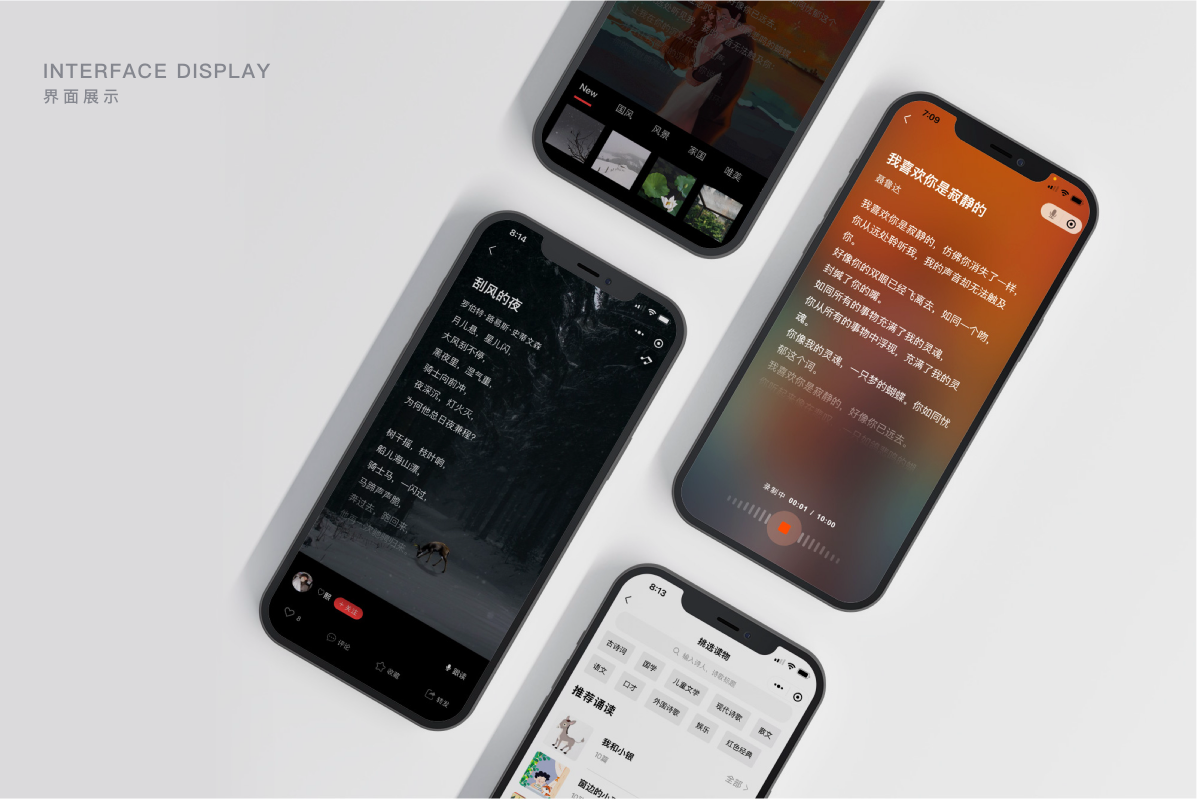 INTERFACE DISPLAY
界面展示
New
国风
风景
家国
唯美
8:14
刮风的夜
罗伯特·路易斯·史蒂文森
月儿悬，星儿闪，
大风刮不停，
黑夜里，湿气重，
骑士向前冲，
夜深沉，灯火灭，
为何他总日夜兼程？
树干摇，枝叶响，
船儿海山漂，
骑士马，一闪过，
马蹄声声脆，
奔过去，跑回来，
+ 关注
8
评论
收藏
跟读
转发
7:09
我喜欢你是寂静的
聂鲁达
我喜欢你是寂静的，仿佛你消失了一样，
你从远处聆听我，我的声音却无法触及
你。
好像你的双眼已经飞离去，如同一个吻，
封缄了你的嘴。
如同所有的事物充满了我的灵魂，
你从所有的事物中浮现，充满了我的灵
魂。
你像我的灵魂，一只梦的蝴蝶。你如同忧
郁这个词。
我喜欢你是寂静的，好像你已远去。
录制中 00:01 / 10:00
8:13
挑选读物
输入诗人、诗歌标题
古诗词
国学
儿童文学
现代诗歌
散文
语文
口才
外国诗歌
娱乐
红色经典
推荐诵读
我和小银
10篇
全部
窗边的小